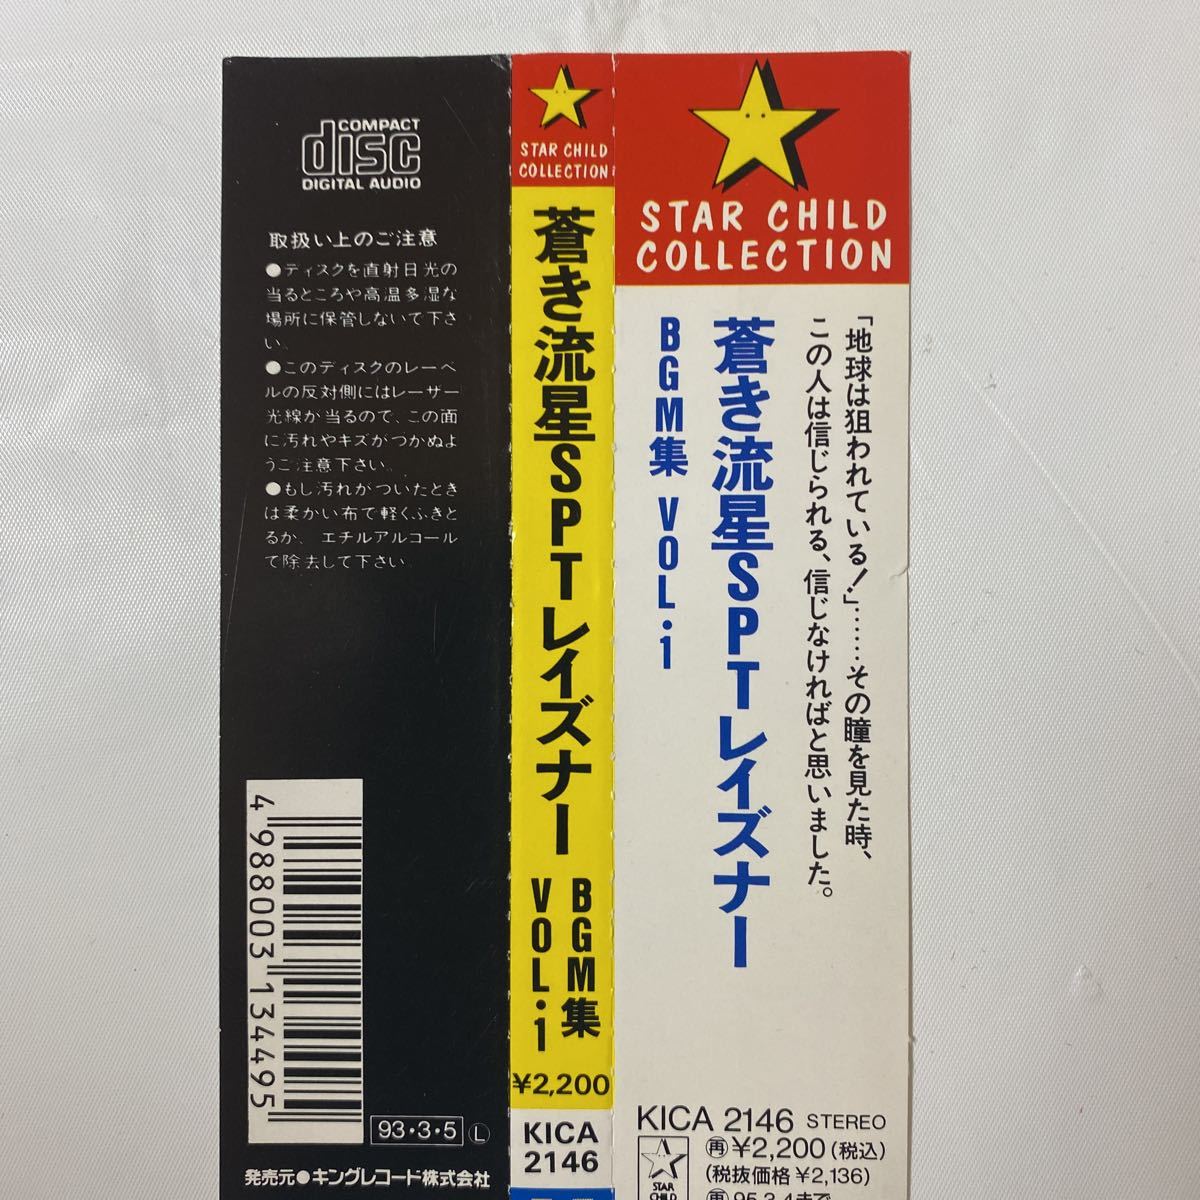 COMPACT
disc
DIGITAL AUDIO
取扱い上のご注意
●ディスクを直射日光の
当るところや高温多湿な
場所に保管しないで下さ
い。
●このディスクのレーベ
ルの反対側にはレーザー
光線が当るので、この面
に汚れやキズがつかぬよ
うご注意下さい。
●もし汚れがついたとき
は柔かい布で軽くふきと
るか、エチルアルコール
で除去して下さい
4988003134495
93・3・5 L
発売元●キングレコード株式会社
STAR CHILD
COLLECTION
蒼き流星SPTレイズナー
BGM集
VOL・1
¥2,200
KICA
2146
STAR CHILD
COLLECTION
「地球は狙われている!」……その瞳を見た時、
この人は信じられる、信じなければと思いました。
蒼き流星SPTレイズナー
BGM集 VOL・1
KICA 2146 STEREO
再¥2,200(税込)
(税抜価格¥2,136)
再95.3.4まで
STAR
CHILD